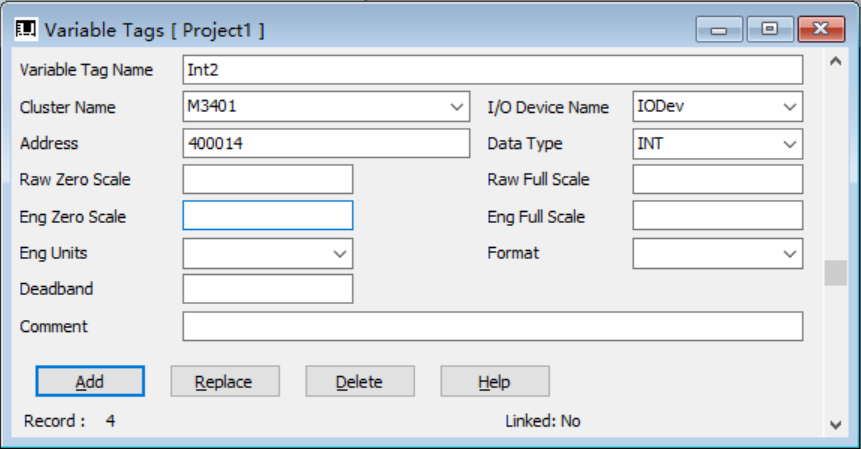 Variable Tags [ Project1 ]
Variable Tag Name Int2
Cluster Name M3401 I/O Device Name IODev
Address 400014 Data Type INT
Raw Zero Scale Raw Full Scale
Eng Zero Scale Eng Full Scale
Eng Units Format
Deadband
Comment
Add Replace Delete Help
Record : 4 Linked: No